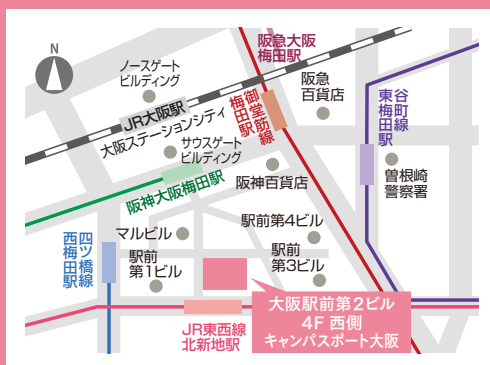 N
ノースゲート
ビルディング
阪急大阪
梅田駅
阪急
百貨店
JR大阪駅
大阪ステーションシティ
御堂筋線
梅田駅
サウスゲート
ビルディング
谷町線
東梅田駅
曽根崎
警察署
阪神百貨店
阪神大阪梅田駅
四ツ橋線
西梅田駅
マルビル
駅前第4ビル
駅前
第1ビル
駅前
第3ビル
大阪駅前第2ビル
4F 西側
キャンパスポート大阪
JR東西線
北新地駅